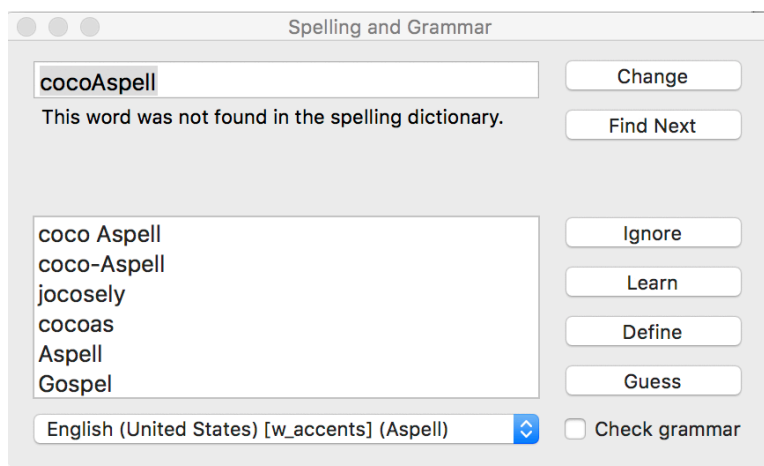 Spelling and Grammar
cocoAspell
Change
This word was not found in the spelling dictionary.
Find Next
coco Aspell
coco-Aspell
jocosely
cocoas
Aspell
Gospel
Ignore
Learn
Define
Guess
English (United States) [w_accents] (Aspell)
Check grammar